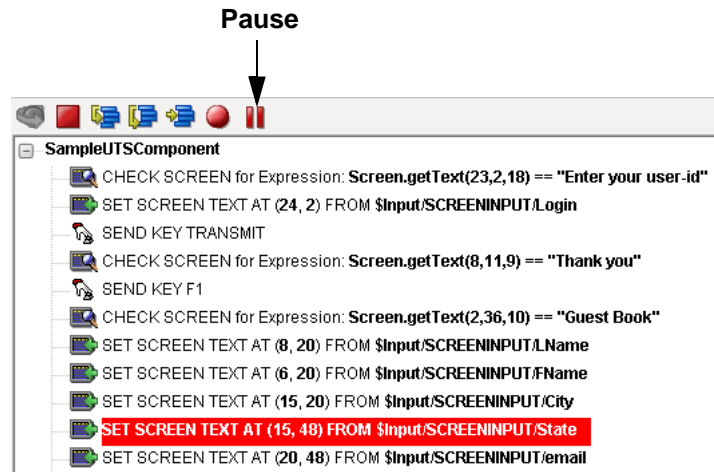 Pause
SampleUTSComponent
CHECK SCREEN for Expression: Screen.getText(23,2,18) == "Enter your user-id"
SET SCREEN TEXT AT (24, 2) FROM $Input/SCREENINPUT/Login
SEND KEY TRANSMIT
CHECK SCREEN for Expression: Screen.getText(8,11,9) == "Thank you"
SEND KEY F1
CHECK SCREEN for Expression: Screen.getText(2,36,10) == "Guest Book"
SET SCREEN TEXT AT (8, 20) FROM $Input/SCREENINPUT/LName
SET SCREEN TEXT AT (6, 20) FROM $Input/SCREENINPUT/FName
SET SCREEN TEXT AT (15, 20) FROM $Input/SCREENINPUT/City
SET SCREEN TEXT AT (15, 48) FROM $Input/SCREENINPUT/State
SET SCREEN TEXT AT (20, 48) FROM $Input/SCREENINPUT/email